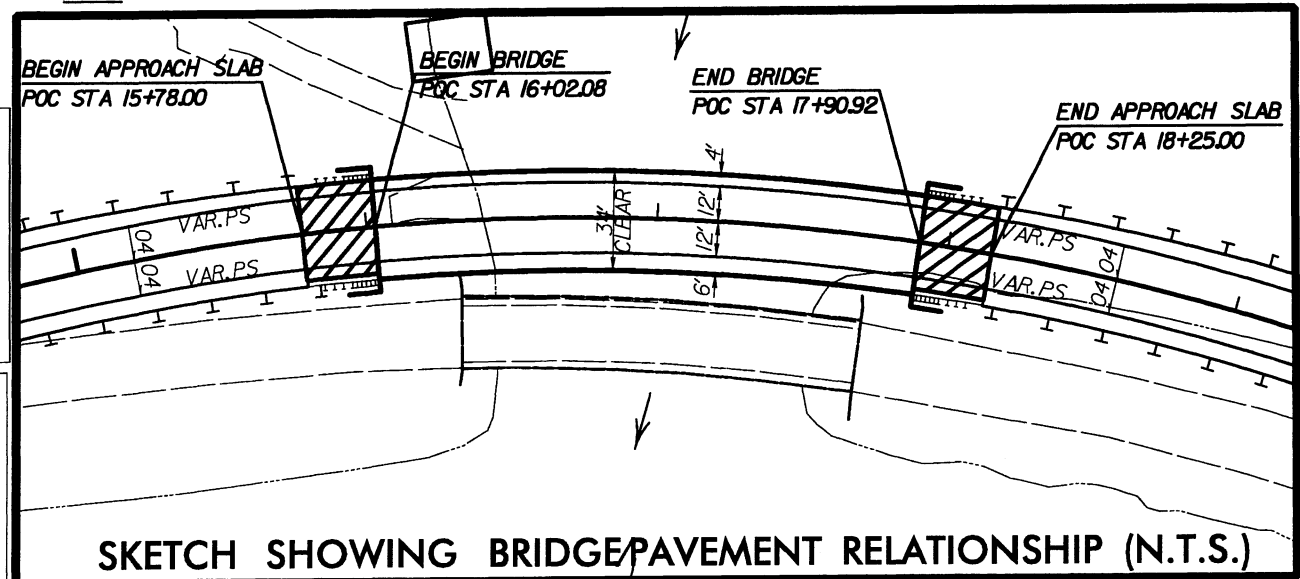 BEGIN APPROACH SLAB
POC STA 15+78.00
BEGIN BRIDGE
POC STA 16+02.08
END BRIDGE
POC STA 17+90.92
END APPROACH SLAB
POC STA 18+25.00
4'
12'
34'
CLEAR
12'
6'
VAR.PS
VAR.PS
VAR.PS
VAR.PS
04
04
04
04
SKETCH SHOWING BRIDGE/PAVEMENT RELATIONSHIP (N.T.S.)